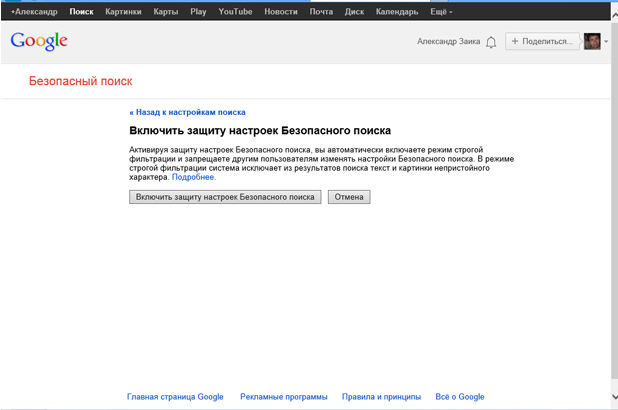 +Александр Поиск Картинки Карты Play YouTube Новости Почта Диск Календарь Ещё
Google
Александр Заика
+ Поделиться...
Безопасный поиск
« Назад к настройкам поиска
Включить защиту настроек Безопасного поиска
Активируя защиту настроек Безопасного поиска, вы автоматически включаете режим строгой
фильтрации и запрещаете другим пользователям изменять настройки Безопасного поиска. В режиме
строгой фильтрации система исключает из результатов поиска текст и картинки непристойного
характера. Подробнее.
Включить защиту настроек Безопасного поиска Отмена
Главная страница Google Рекламные программы Правила и принципы Всё о Google